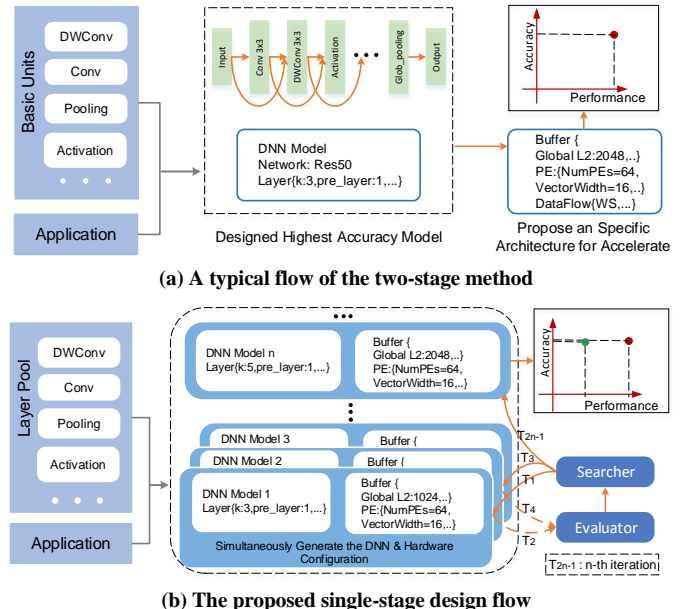 Basic Units
DWConv
Conv
Pooling
Activation
Application
Input
Conv 3x3
DWConv 3x3
Activation
Glob_pooling
Output
DNN Model
Network: Res50
Layer{k:3,pre_layer:1,...}
Designed Highest Accuracy Model
Accuracy
Performance
Buffer {
Global L2:2048,..}
PE:{NumPEs=64,
VectorWidth=16,..}
DataFlow{WS,...}
Propose an Specific
Architecture for Accelerate
(a) A typical flow of the two-stage method
Layer Pool
DWConv
Conv
Pooling
Activation
Application
DNN Model n
Layer{k:5,pre_layer:1,...}
Buffer {
Global L2:2048,..}
PE:{NumPEs=64,
VectorWidth=16,..}
DNN Model 3
Buffer {
DNN Model 2
Buffer {
DNN Model 1
Layer{k:3,pre_layer:1,...}
Buffer {
Global L2:1024,..}
PE:{NumPEs=64,
VectorWidth=16,..}
Simultaneously Generate the DNN & Hardware
Configuration
Accuracy
Performance
T2n-1
T3
T1
T4
T2
Searcher
Evaluator
T2n-1 : n-th iteration
(b) The proposed single-stage design flow